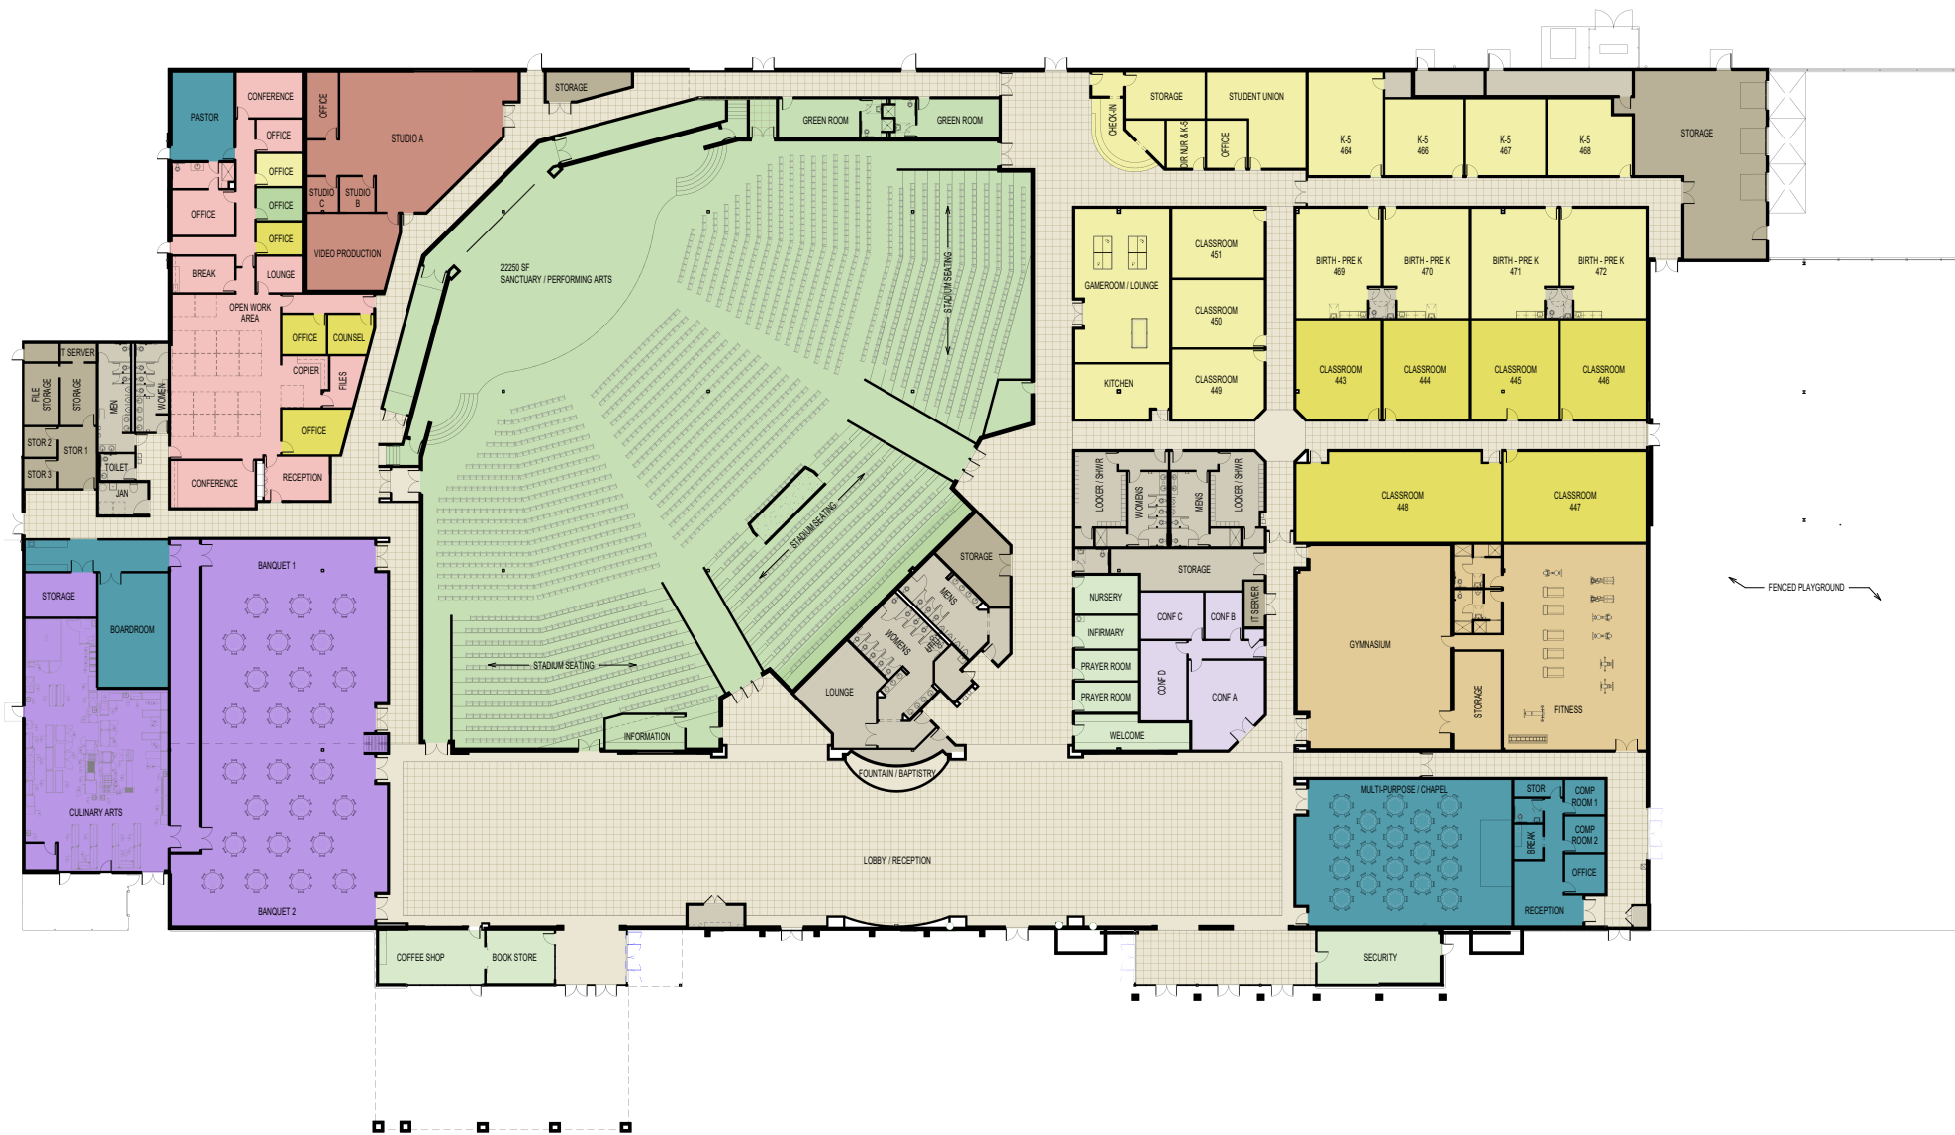 PASTOR
CONFERENCE
OFFICE
OFFICE
OFFICE
OFFICE
OFFICE
OFFICE
BREAK
LOUNGE
STUDIO A
STUDIO
C
STUDIO
B
VIDEO PRODUCTION
OPEN WORK
AREA
OFFICE
COUNSEL
COPIER
FILES
OFFICE
CONFERENCE
RECEPTION
IT SERVER
FILE
STORAGE
STORAGE
MEN
WOMEN
STOR 2
STOR 1
STOR 3
TOILET
JAN
STORAGE
GREEN ROOM
GREEN ROOM
22250 SF
SANCTUARY / PERFORMING ARTS
STADIUM SEATING
STADIUM SEATING
STADIUM SEATING
INFORMATION
STORAGE
MENS
WOMENS
LOUNGE
FOUNTAIN / BAPTISTRY
LOBBY / RECEPTION
BANQUET 1
STORAGE
BOARDROOM
CULINARY ARTS
BANQUET 2
COFFEE SHOP
BOOK STORE
CHECK-IN
STORAGE
STUDENT UNION
DIR NUR & K-5
OFFICE
K-5
464
K-5
466
K-5
467
K-5
468
STORAGE
GAMEROOM / LOUNGE
CLASSROOM
451
CLASSROOM
450
CLASSROOM
449
KITCHEN
BIRTH - PRE K
469
BIRTH - PRE K
470
BIRTH - PRE K
471
BIRTH - PRE K
472
CLASSROOM
443
CLASSROOM
444
CLASSROOM
445
CLASSROOM
446
LOCKER / SHWR
WOMENS
MENS
LOCKER / SHWR
CLASSROOM
448
CLASSROOM
447
STORAGE
NURSERY
INFIRMARY
PRAYER ROOM
PRAYER ROOM
WELCOME
CONF C
CONF B
IT SERVER
CONF D
CONF A
GYMNASIUM
STORAGE
FITNESS
FENCED PLAYGROUND
MULTI-PURPOSE / CHAPEL
STOR
COMP
ROOM 1
BREAK
COMP
ROOM 2
OFFICE
RECEPTION
SECURITY